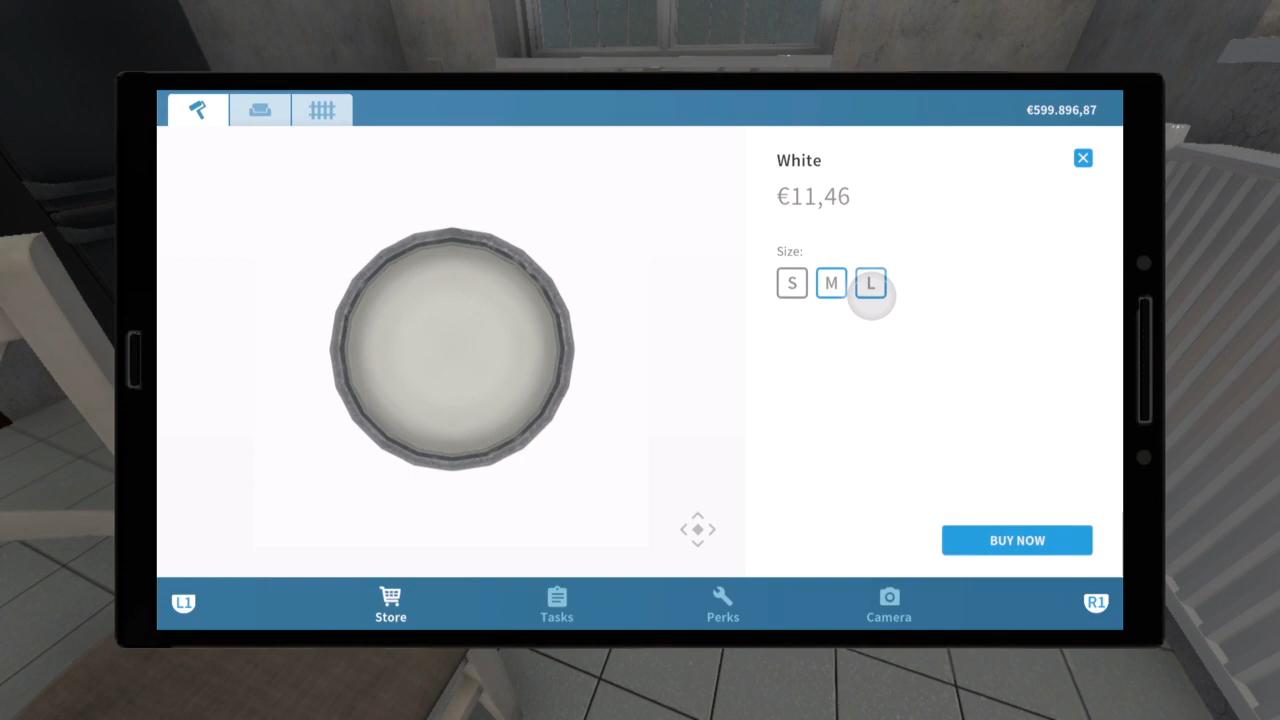 €599.896,87
White
€11,46
Size:
S M L
BUY NOW
L1 Store Tasks Perks Camera R1